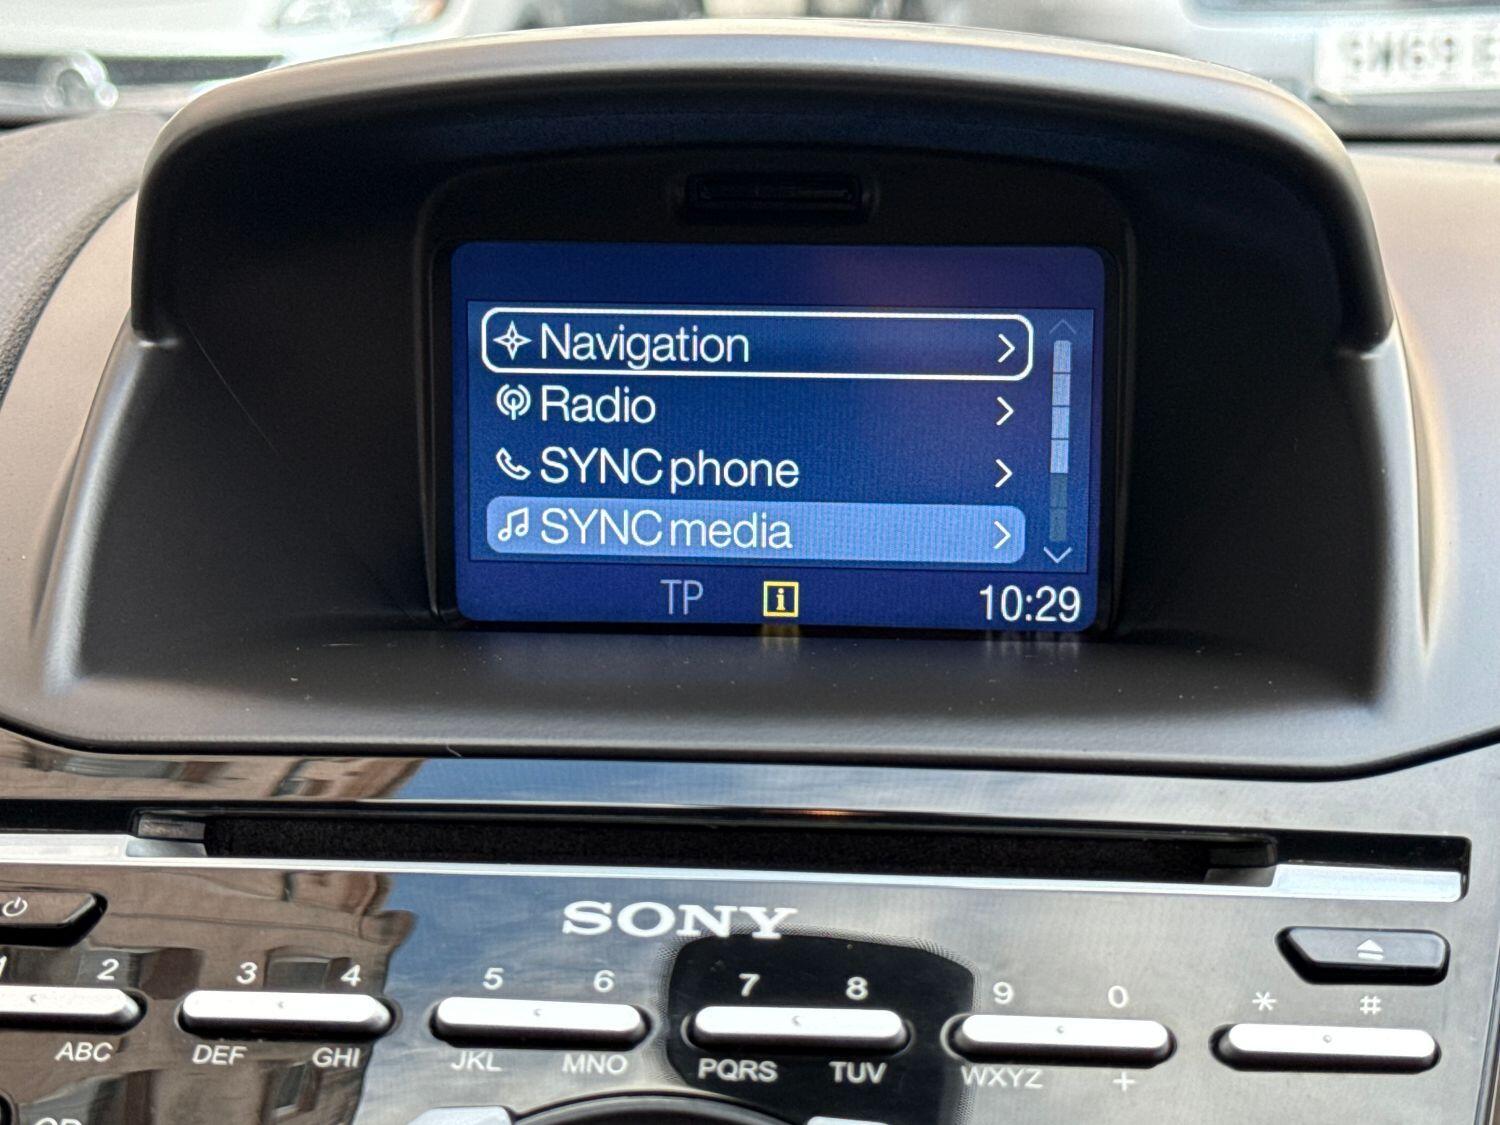 Navigation
Radio
SYNC phone
SYNC media
TP i 10:29
SONY
1 2 3 4 5 6 7 8 9 0 * #
ABC DEF GHI JKL MNO PQRS TUV WXYZ +